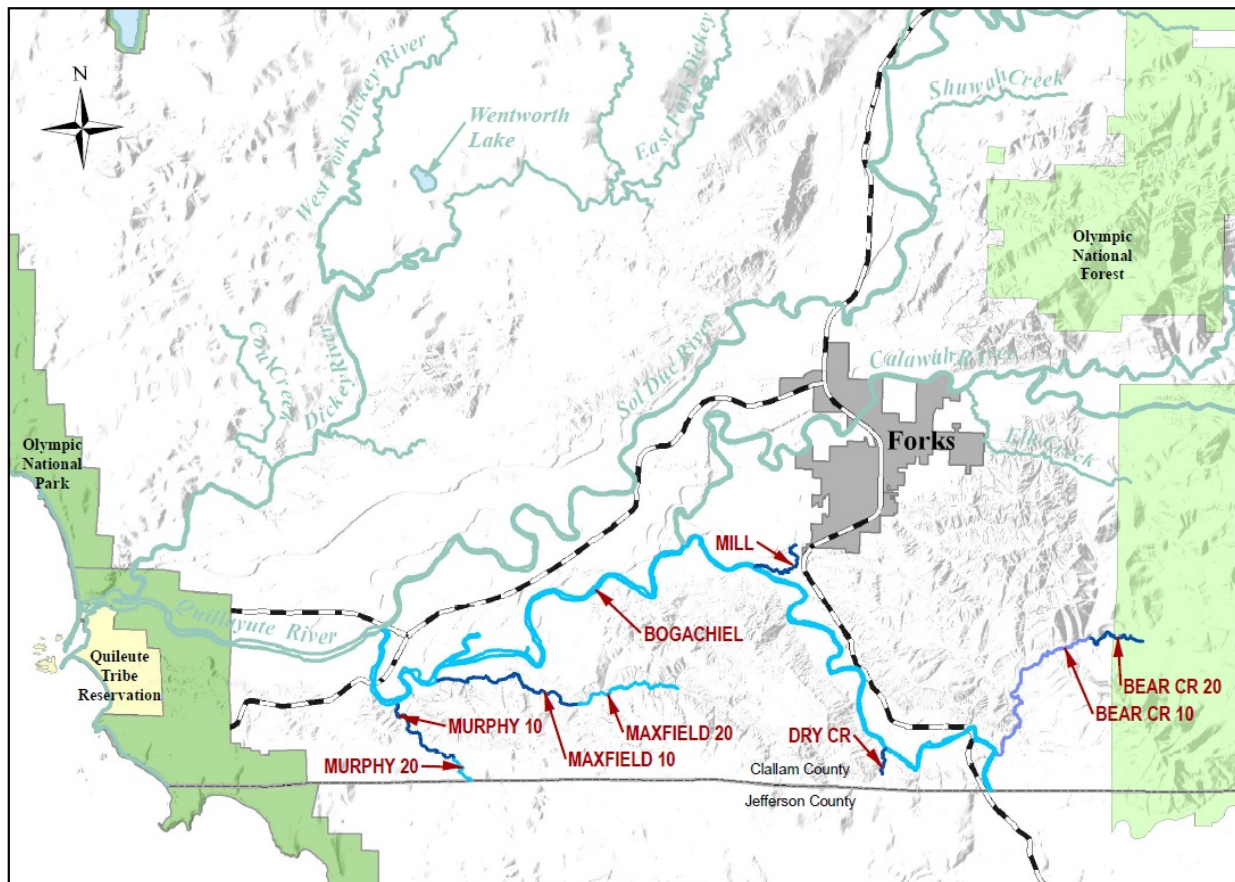 N
West Fork Dickey River
Wentworth
Lake
East Fork Dickey
Shuwah Creek
Olympic
National
Forest
Coal Creek
Dickey River
Sol Duc River
Calawah River
Forks
Elk Creek
Olympic
National
Park
MILL
Quillayute River
BOGACHIEL
Quileute
Tribe
Reservation
BEAR CR 20
BEAR CR 10
MURPHY 10
MAXFIELD 20
MAXFIELD 10
DRY CR
MURPHY 20
Clallam County
Jefferson County